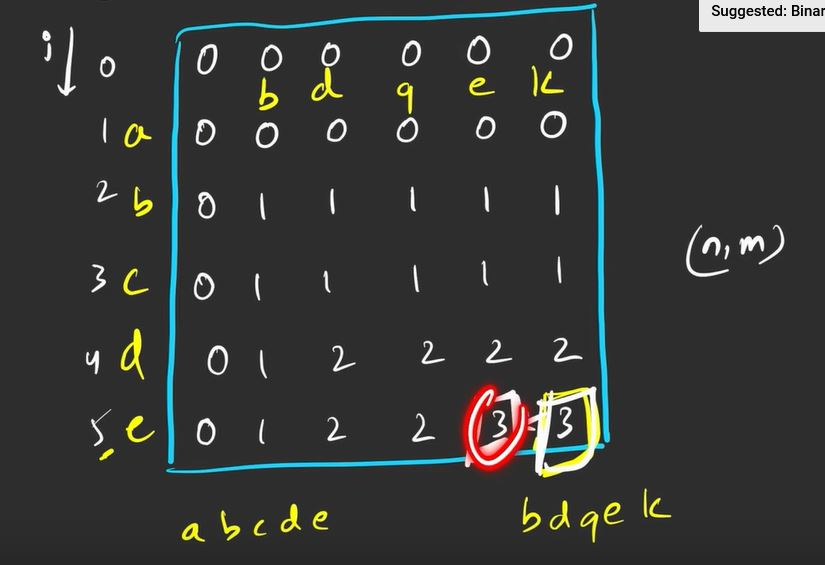 Suggested: Binar
i 0 0 0 0 0 0 0
b d g e k
1 a 0 0 0 0 0 0
2 b 0 1 1 1 1 1
3 c 0 1 1 1 1 1 (n,m)
4 d 0 1 2 2 2 2
5 e 0 1 2 2 3 3
abcde bdgek